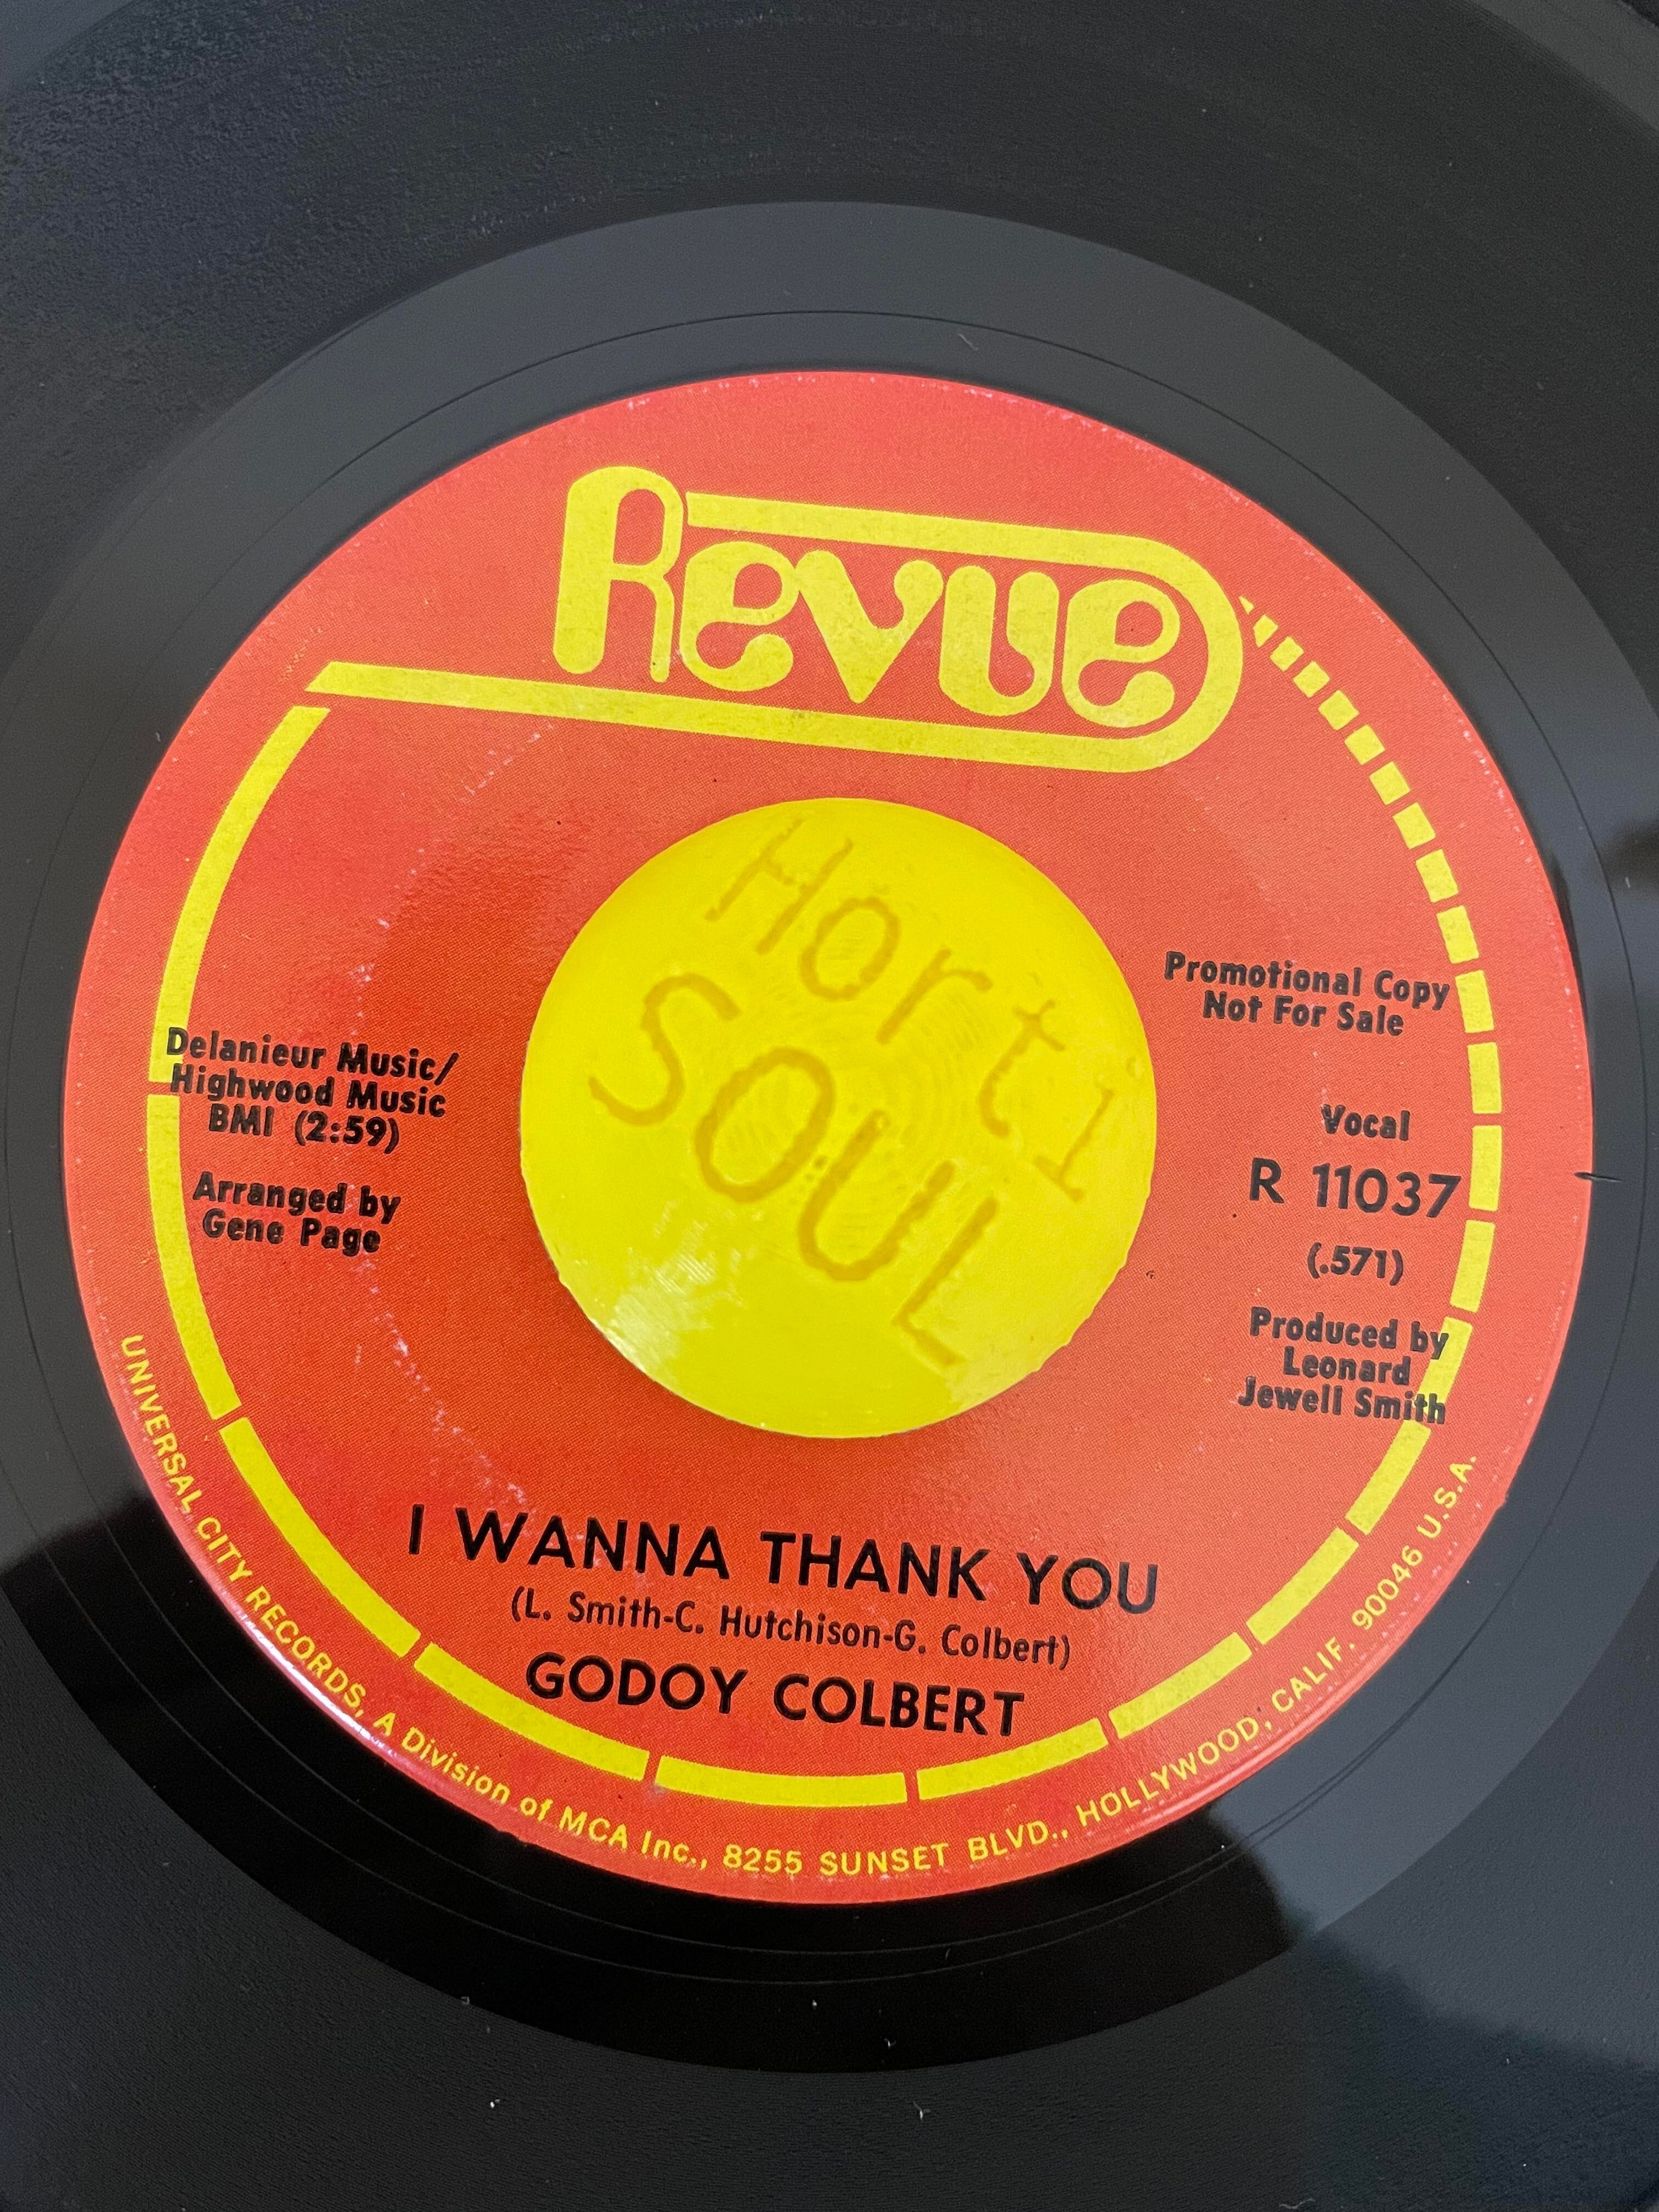 Revue
Horti
SOUL
Promotional Copy
Not For Sale
Delanieur Music/
Highwood Music
BMI (2:59)
Arranged by
Gene Page
Vocal
R 11037
(.571)
Produced by
Leonard
Jewell Smith
I WANNA THANK YOU
(L. Smith-C. Hutchison-G. Colbert)
GODOY COLBERT
UNIVERSAL CITY RECORDS, A Division of MCA Inc., 8255 SUNSET BLVD., HOLLYWOOD, CALIF. 90046 U.S.A.